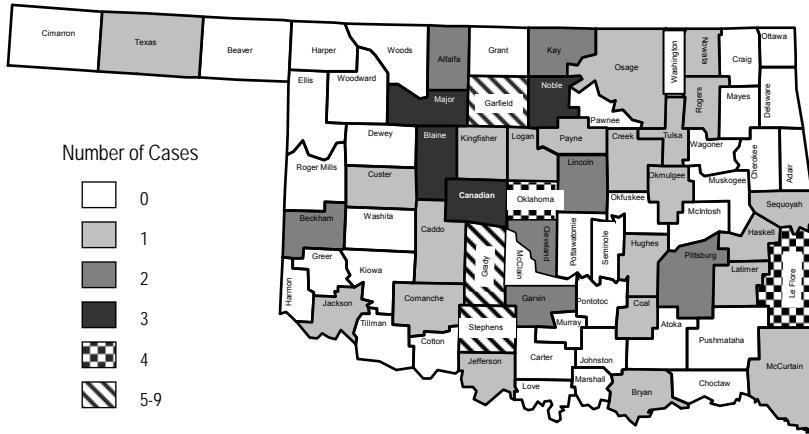 Cimarron
Texas
Beaver
Harper
Woods
Alfalfa
Grant
Kay
Osage
Washington
Nowata
Craig
Ottawa
Ellis
Woodward
Major
Garfield
Noble
Pawnee
Rogers
Mayes
Delaware
Dewey
Blaine
Kingfisher
Logan
Payne
Creek
Tulsa
Wagoner
Cherokee
Adair
Number of Cases
0
1
2
3
4
5-9
Roger Mills
Custer
Canadian
Oklahoma
Lincoln
Okfuskee
Okmulgee
Muskogee
McIntosh
Sequoyah
Beckham
Washita
Caddo
Grady
McClain
Cleveland
Pottawatomie
Seminole
Hughes
Pittsburg
Haskell
Latimer
Le Flore
Greer
Kiowa
Harmon
Jackson
Comanche
Tillman
Cotton
Stephens
Garvin
Pontotoc
Coal
Murray
Atoka
Pushmataha
Jefferson
Carter
Johnston
Love
Marshall
Bryan
Choctaw
McCurtain